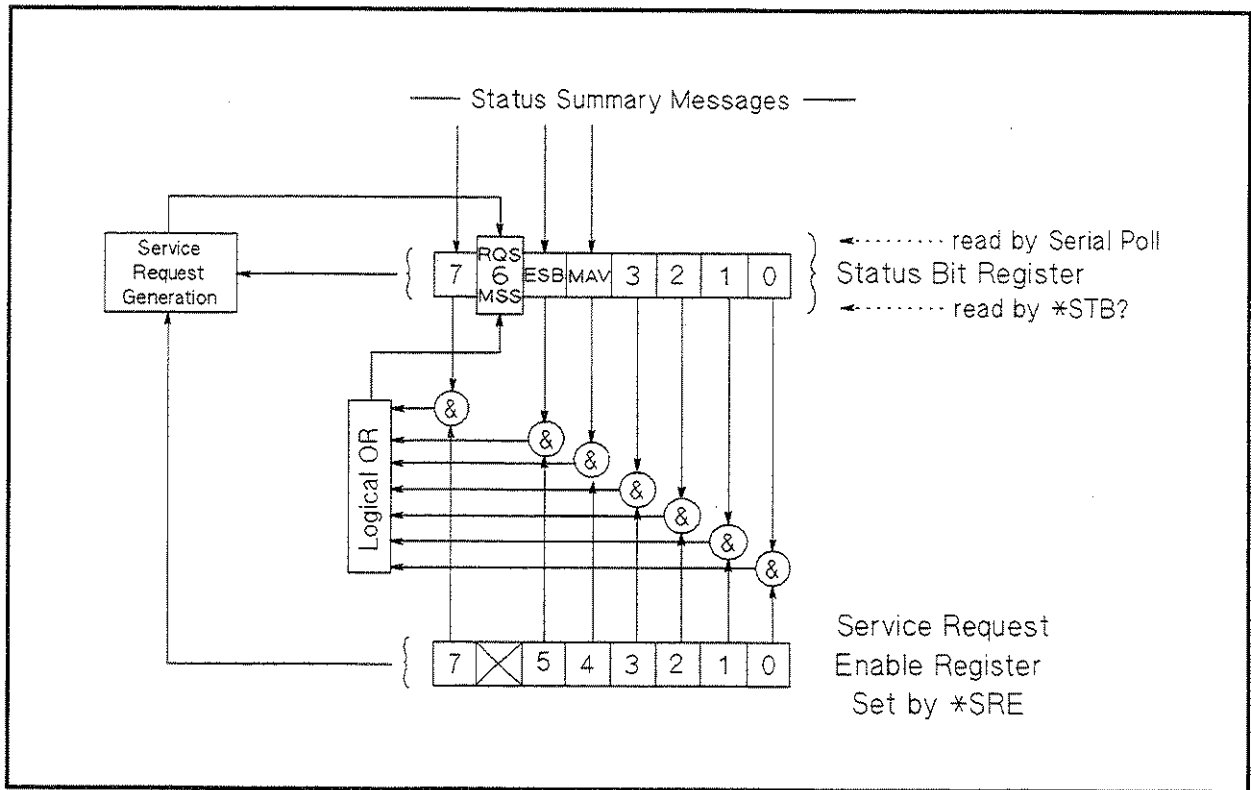 Status Summary Messages
Service
Request
Generation
7 RQS 6 MSS ESB MAV 3 2 1 0
read by Serial Poll
Status Bit Register
read by *STB?
Logical OR
&
&
&
&
&
&
&
7 5 4 3 2 1 0
Service Request
Enable Register
Set by *SRE